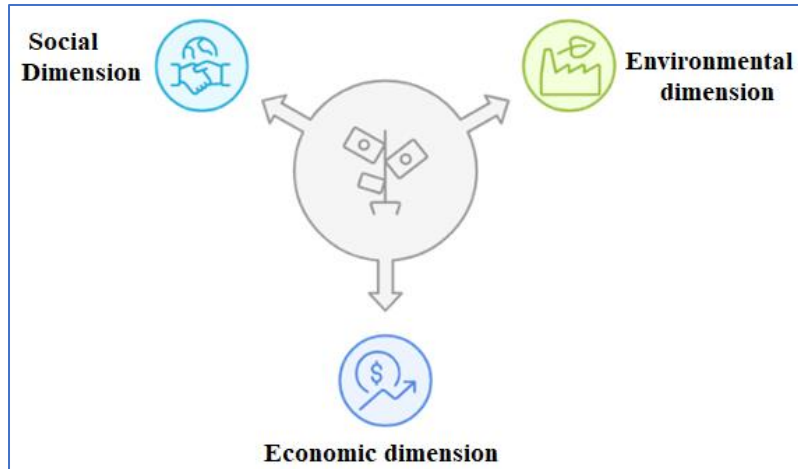 Social
Dimension
Environmental
dimension
$
Economic dimension